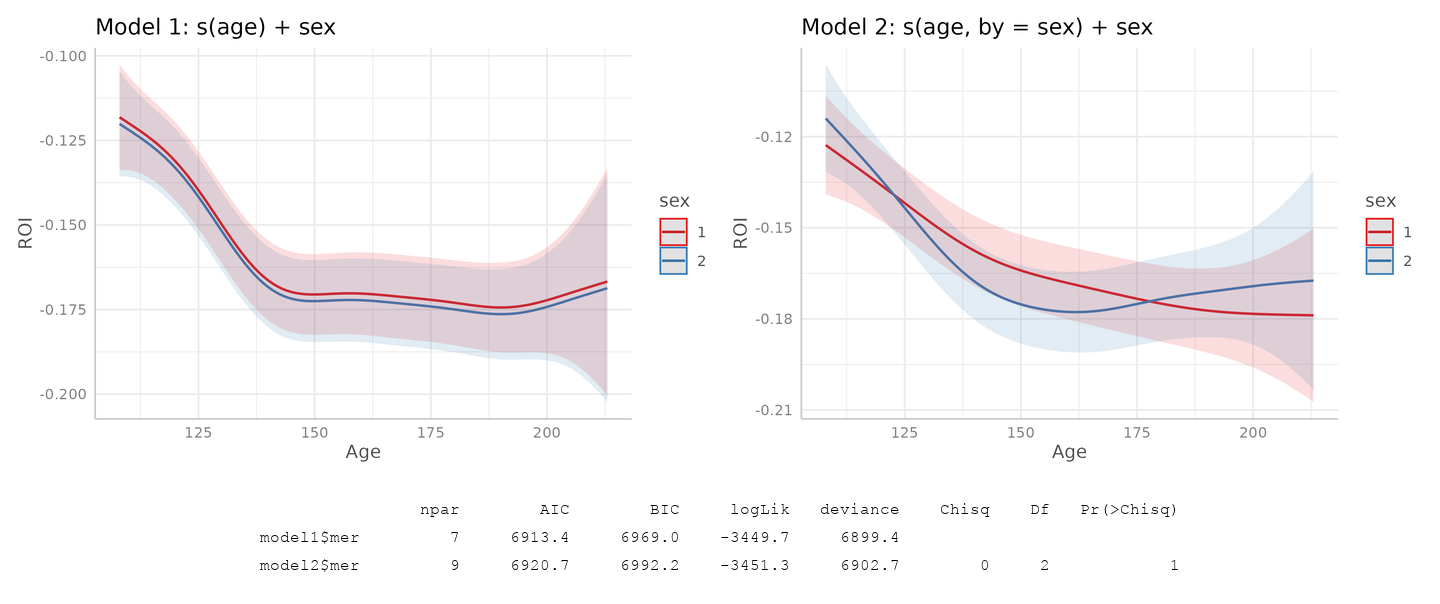 Model 1: s(age) + sex
-0.100
-0.125
-0.150
-0.175
-0.200
ROI
125 150 175 200
Age
sex
1
2
Model 2: s(age, by = sex) + sex
-0.12
-0.15
-0.18
-0.21
ROI
125 150 175 200
Age
sex
1
2
npar AIC BIC logLik deviance Chisq Df Pr(>Chisq)
model1$mer 7 6913.4 6969.0 -3449.7 6899.4
model2$mer 9 6920.7 6992.2 -3451.3 6902.7 0 2 1